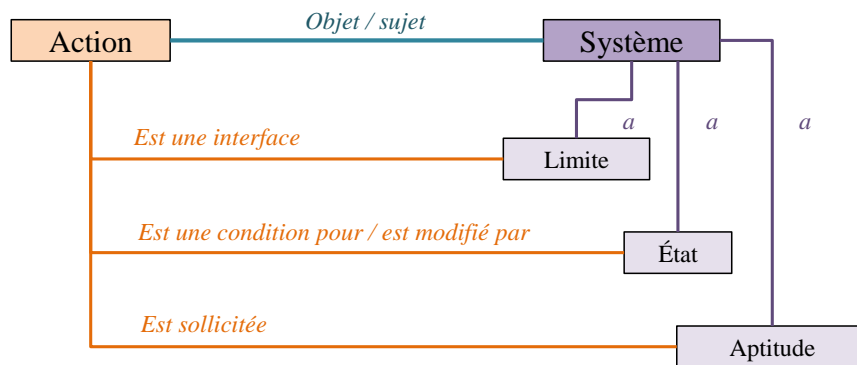 Objet / sujet
Action
Système
Est une interface
a
a
a
Limite
Est une condition pour / est modifié par
État
Est sollicitée
Aptitude